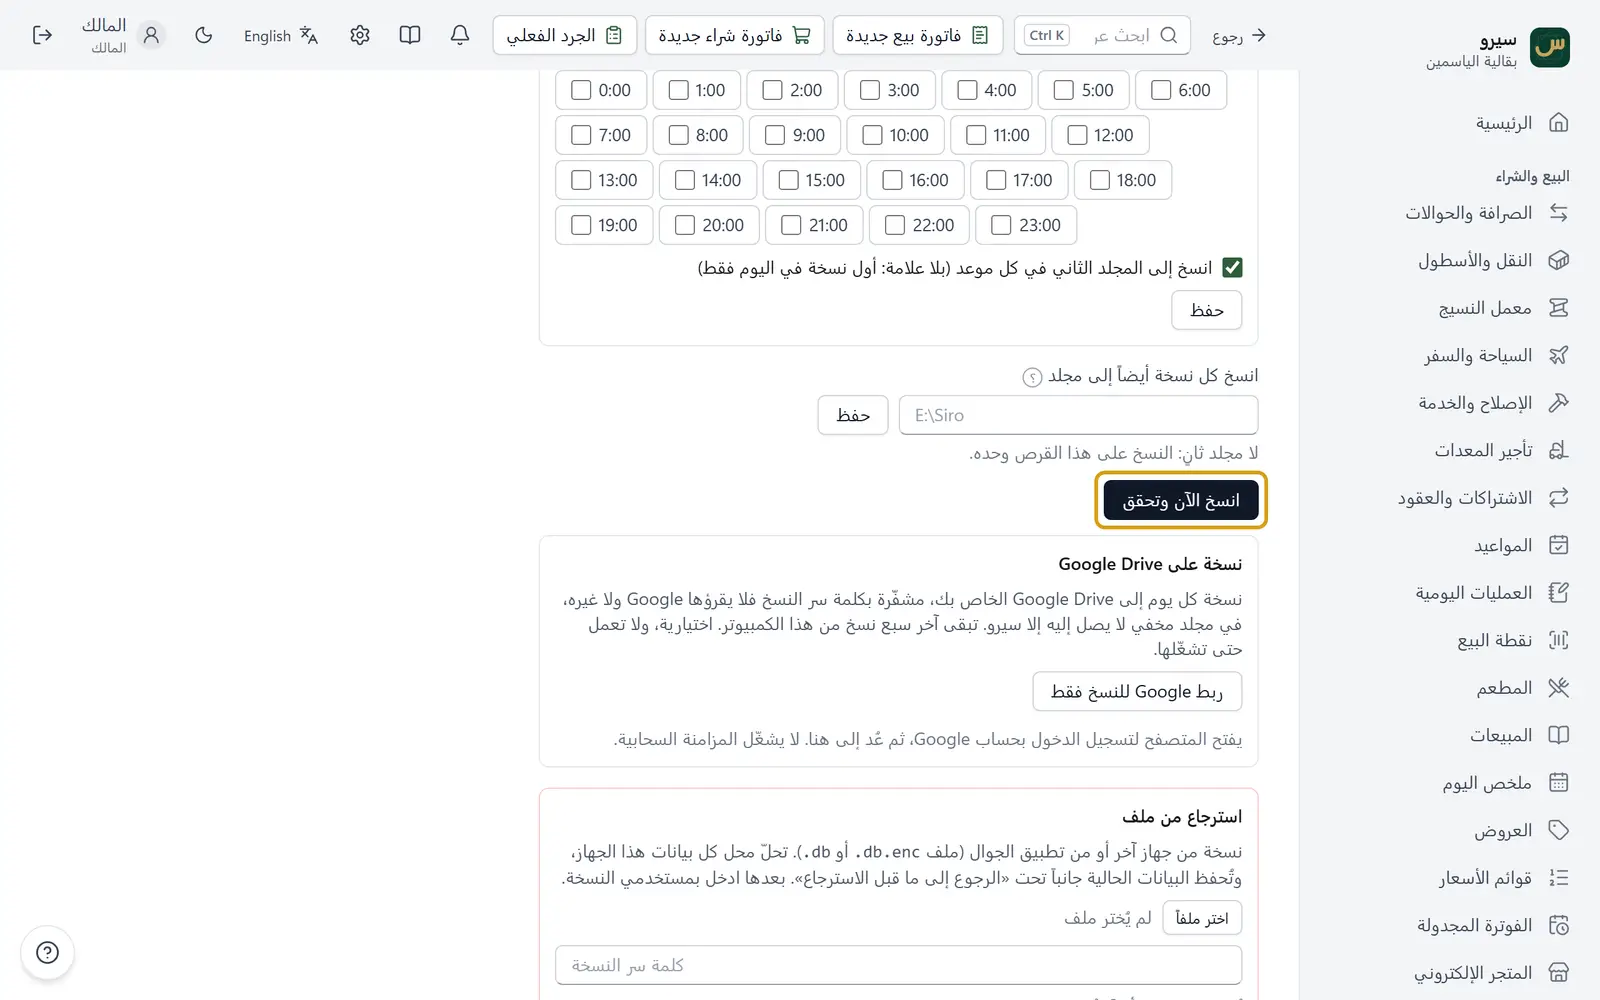 سيرو
بقالية الياسمين
رجوع
ابحث عر
Ctrl K
فاتورة بيع جديدة
فاتورة شراء جديدة
الجرد الفعلي
English
المالك
المالك
الرئيسية
البيع والشراء
الصرافة والحوالات
النقل والأسطول
معمل النسيج
السياحة والسفر
الإصلاح والخدمة
تأجير المعدات
الاشتراكات والعقود
المواعيد
العمليات اليومية
نقطة البيع
المطعم
المبيعات
ملخص اليوم
العروض
قوائم الأسعار
الفوترة المجدولة
المتجر الإلكتروني
0:00 1:00 2:00 3:00 4:00 5:00 6:00
7:00 8:00 9:00 10:00 11:00 12:00
13:00 14:00 15:00 16:00 17:00 18:00
19:00 20:00 21:00 22:00 23:00
انسخ إلى المجلد الثاني في كل موعد (بلا علامة: أول نسخة في اليوم فقط)
حفظ
انسخ كل نسخة أيضاً إلى مجلد ؟
E:\Siro
حفظ
لا مجلد ثانٍ: النسخ على هذا القرص وحده.
انسخ الآن وتحقق
نسخة على Google Drive
نسخة كل يوم إلى Google Drive الخاص بك، مشفّرة بكلمة سر النسخ فلا يقرؤها Google ولا غيره،
في مجلد مخفي لا يصل إليه إلا سيرو. تبقى آخر سبع نسخ من هذا الكمبيوتر. اختيارية، ولا تعمل
حتى تشغّلها.
ربط Google للنسخ فقط
يفتح المتصفح لتسجيل الدخول بحساب Google، ثم عُد إلى هنا. لا يشغّل المزامنة السحابية.
استرجاع من ملف
نسخة من جهاز آخر أو من تطبيق الجوال (ملف .db.enc أو .db). تحلّ محل كل بيانات هذا الجهاز،
وتُحفظ البيانات الحالية جانباً تحت «الرجوع إلى ما قبل الاسترجاع». بعدها ادخل بمستخدمي النسخة.
اختر ملفاً
لم يُختر ملف
كلمة سر النسخة